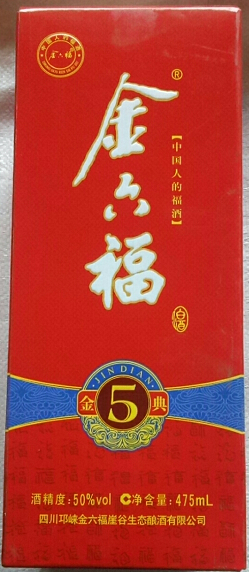 金六福
®
金六福
【中国人的福酒】
白酒
JIN DIAN
金 5 典
酒精度:50%vol 净含量:475mL
四川邛崃金六福崖谷生态酿酒有限公司